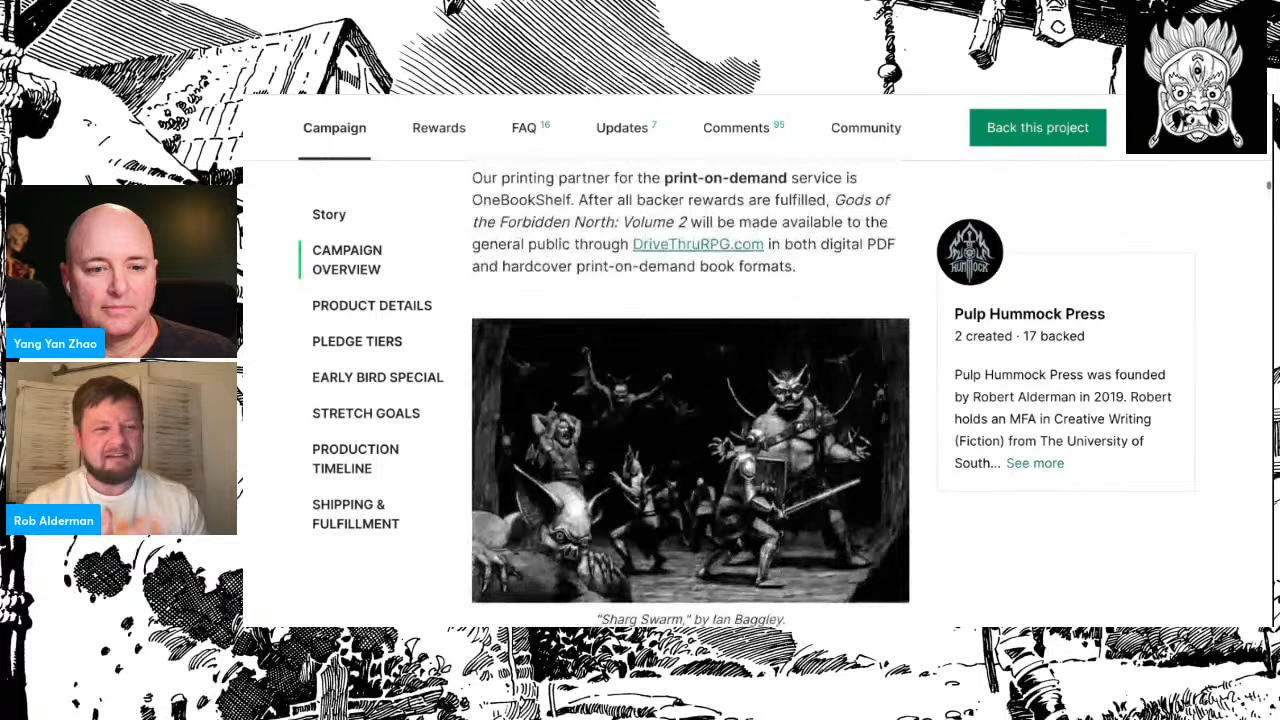 Campaign
Rewards
FAQ 16
Updates 7
Comments 95
Community
Back this project
Story
CAMPAIGN
OVERVIEW
PRODUCT DETAILS
PLEDGE TIERS
EARLY BIRD SPECIAL
STRETCH GOALS
PRODUCTION
TIMELINE
SHIPPING &
FULFILLMENT
Our printing partner for the print-on-demand service is
OneBookShelf. After all backer rewards are fulfilled, Gods of
the Forbidden North: Volume 2 will be made available to the
general public through DriveThruRPG.com in both digital PDF
and hardcover print-on-demand book formats.
"Sharg Swarm," by Ian Baggley.
HUMMOCK
Pulp Hummock Press
2 created · 17 backed
Pulp Hummock Press was founded
by Robert Alderman in 2019. Robert
holds an MFA in Creative Writing
(Fiction) from The University of
South... See more
Yang Yan Zhao
Rob Alderman